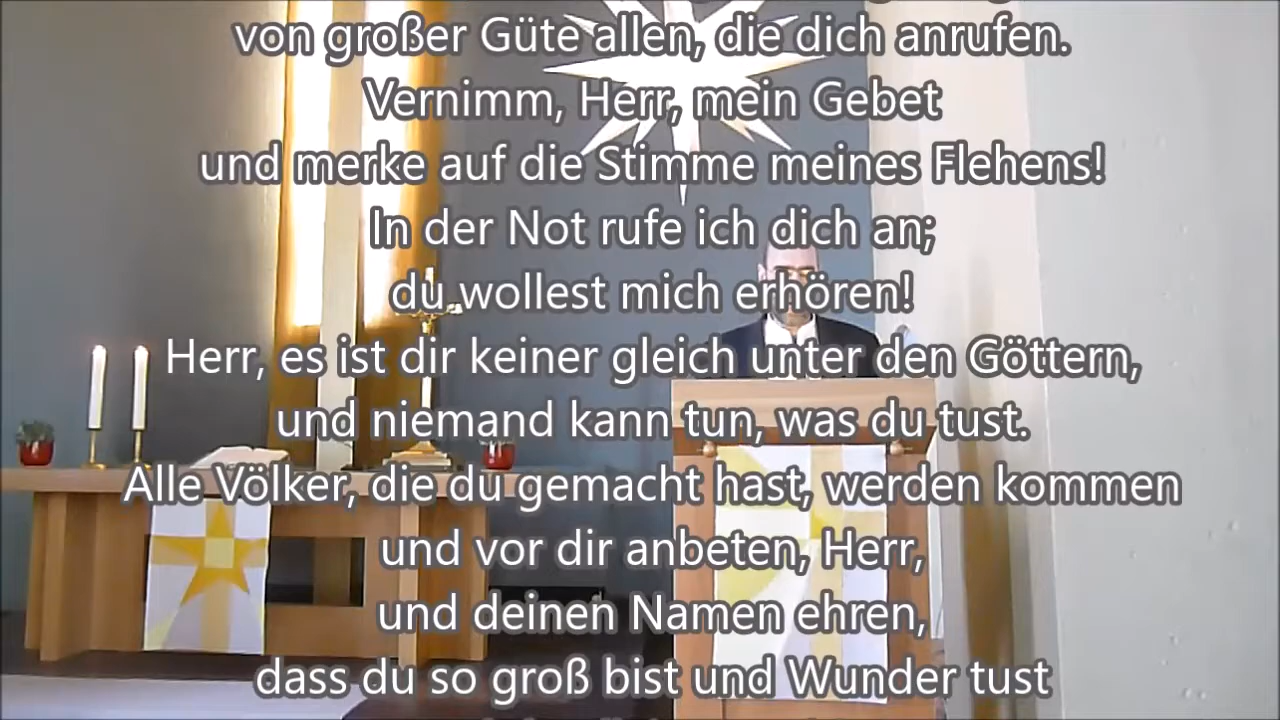 von großer Güte allen, die dich anrufen.
Vernimm, Herr, mein Gebet
und merke auf die Stimme meines Flehens!
In der Not rufe ich dich an;
du wollest mich erhören!
Herr, es ist dir keiner gleich unter den Göttern,
und niemand kann tun, was du tust.
Alle Völker, die du gemacht hast, werden kommen
und vor dir anbeten, Herr,
und deinen Namen ehren,
dass du so groß bist und Wunder tust